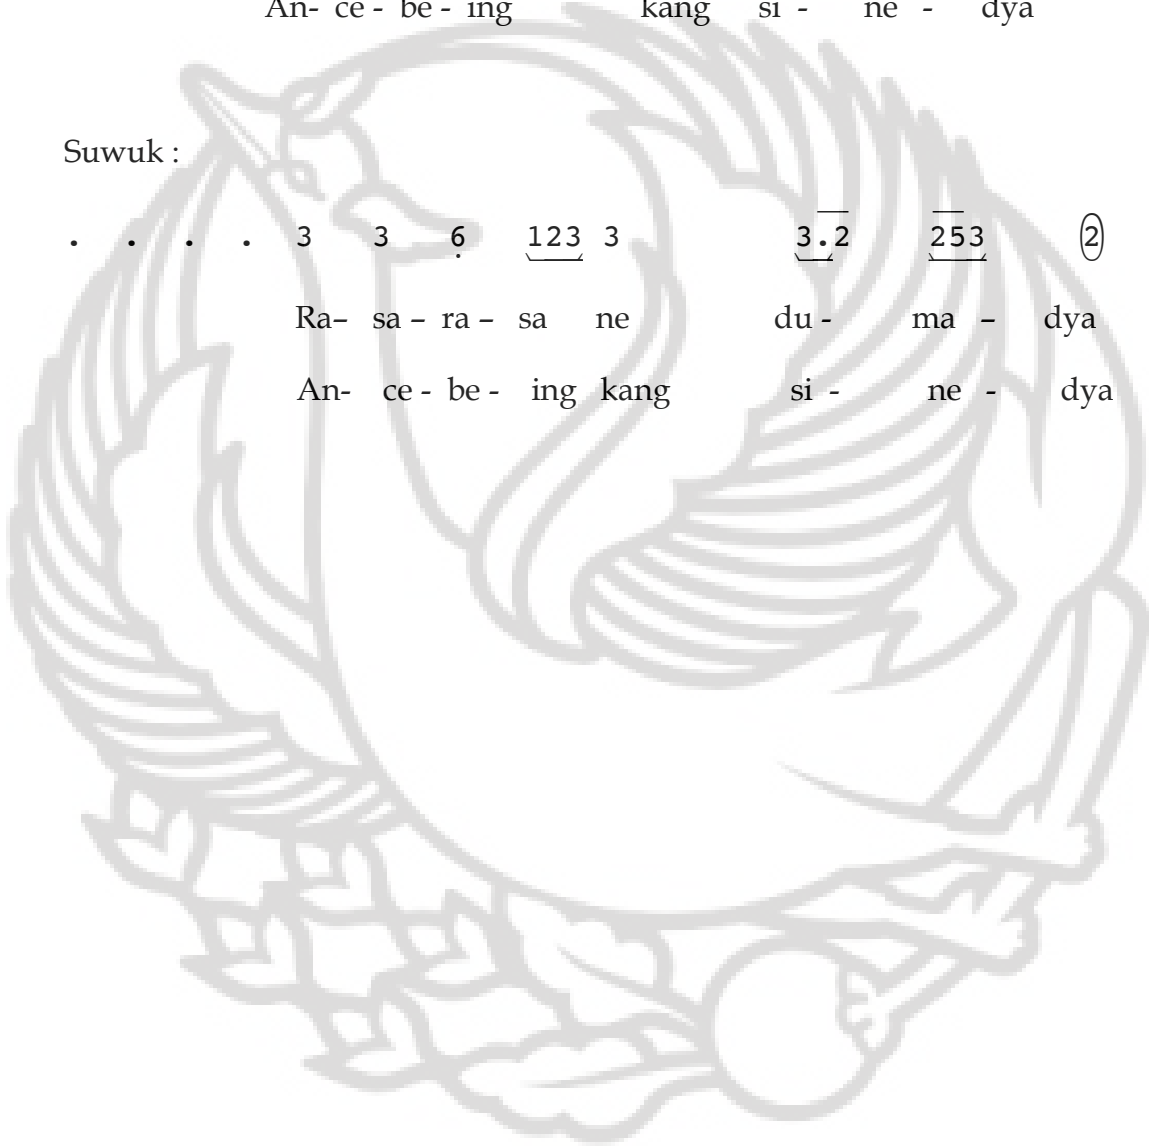 An- ce - be - ing kang si - ne - dya
Suwuk :
. . . . 3 3 6̣ 123 3 3.2 253 2
Ra– sa – ra – sa ne du - ma – dya
An- ce - be - ing kang si - ne - dya